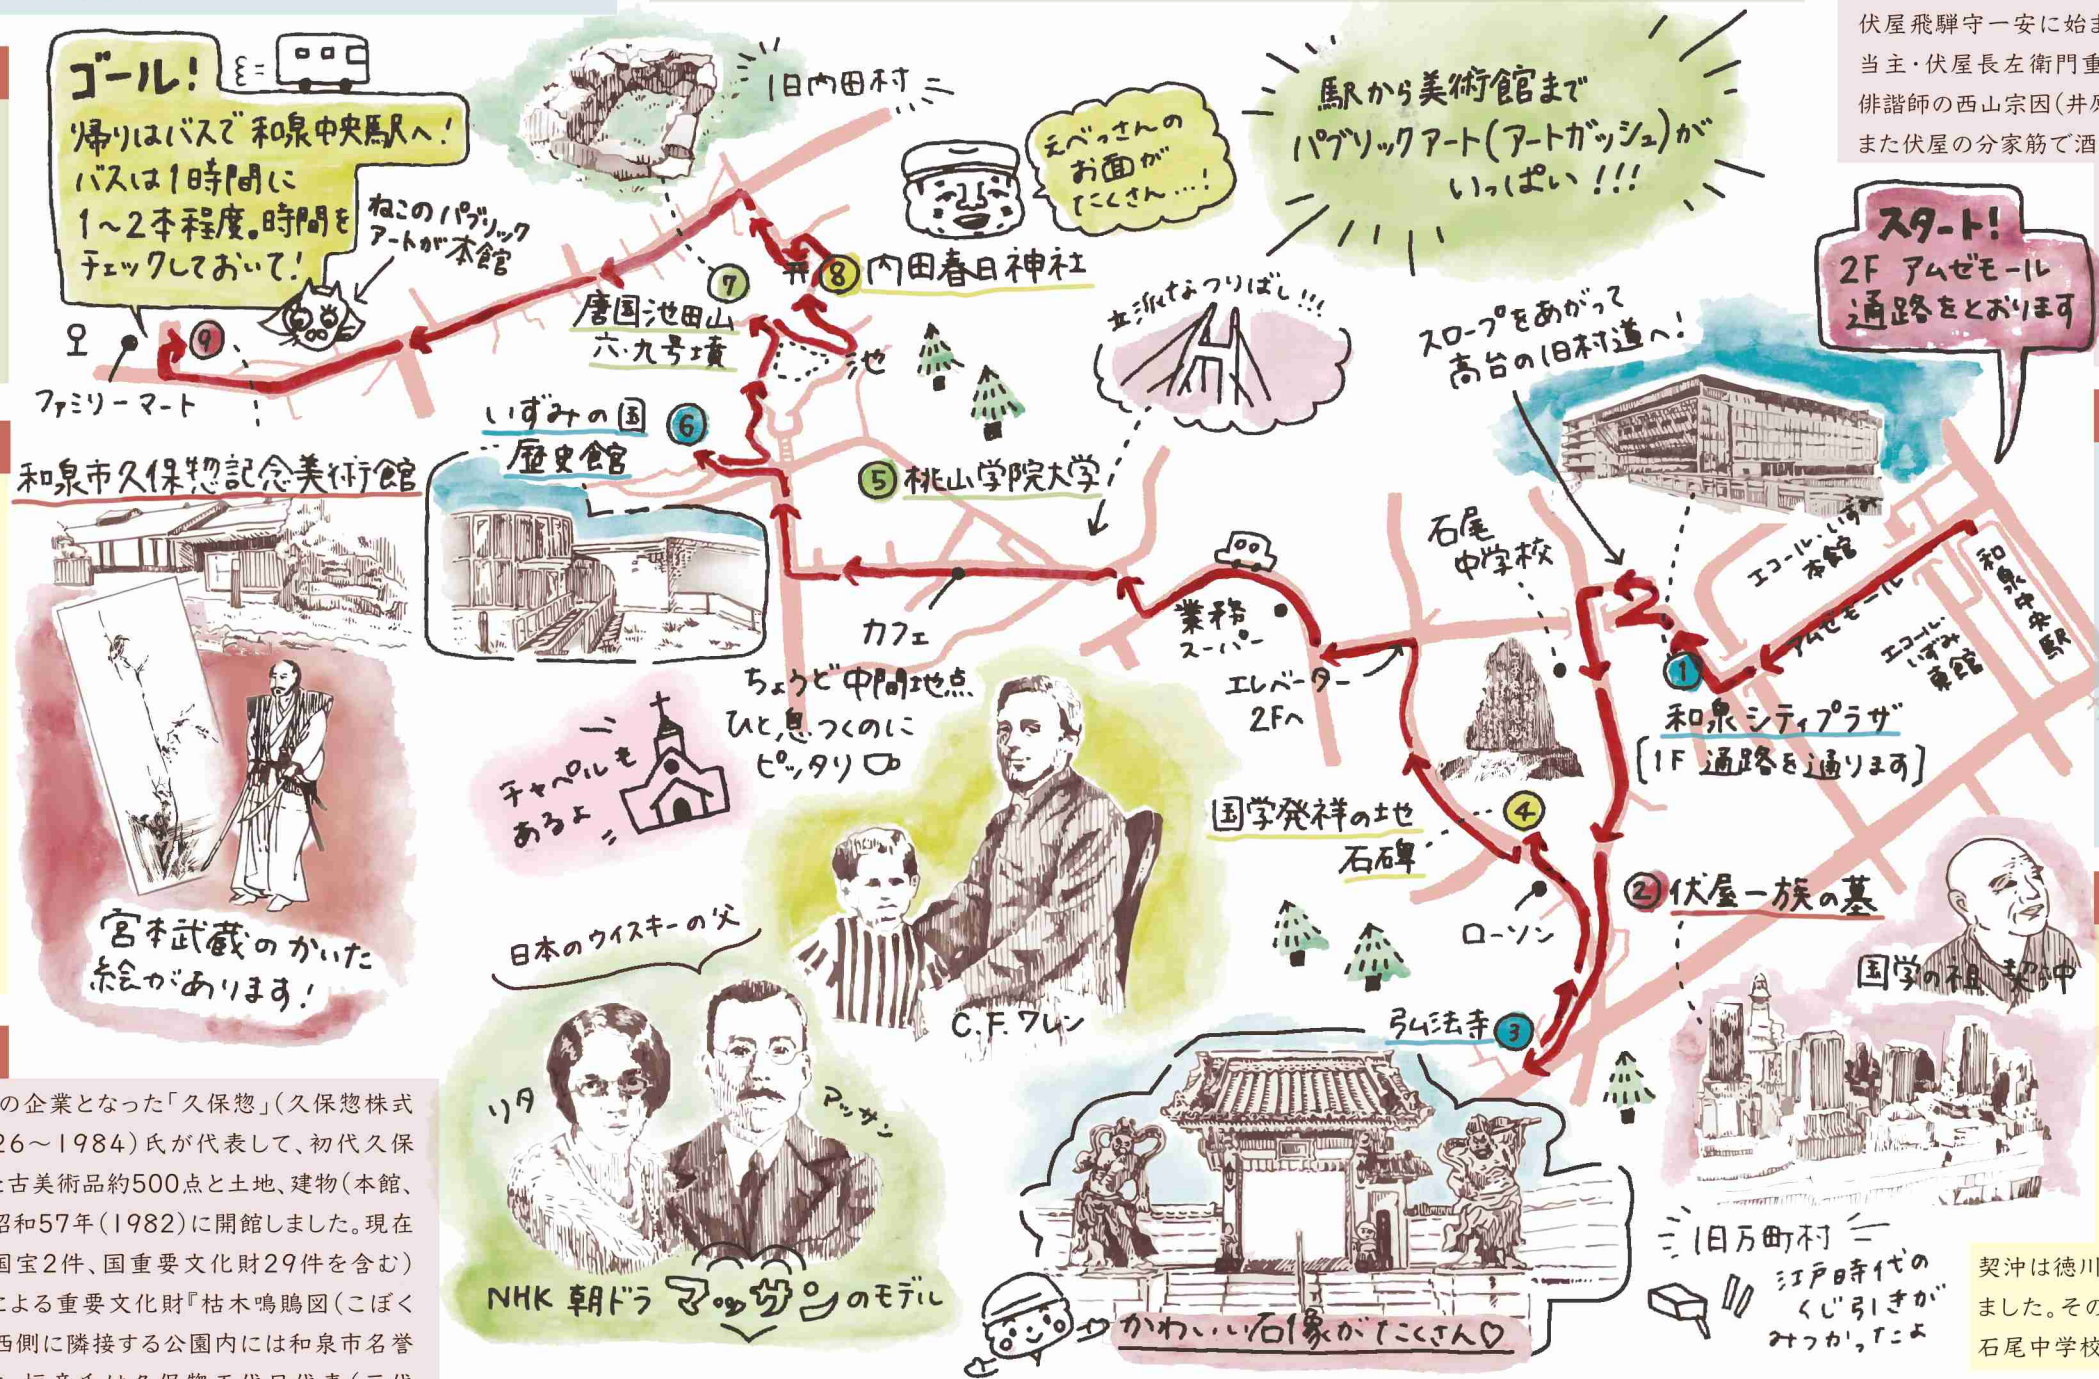 伏屋飛騨守一安に始ま
当主・伏屋長左衛門重
俳諧師の西山宗因(井原
また伏屋の分家筋で酒
スタート!
2F アムゼモール
通路をとおります
駅から美術館まで
パブリックアート(アートガッシュ)が
いっぱい!!!
ゴール!
帰りはバスで 和泉中央駅へ!
バスは1時間に
1〜2本程度。時間を
チェックしておいて!
ねこのパブリック
アートが本館
旧内田村
えべっさんの
お面が
たくさん…!
⑧ 内田春日神社
⑦
唐国池田山
六・九号墳
池
⑨
ファミリーマート
和泉市久保惣記念美術館
いずみの国 ⑥
歴史館
⑤ 桃山学院大学
立派なつりばし!!!
スロープをあがって
高台の旧村道へ!
石尾
中学校
エコール・いずみ
本館
アムゼモール
エコール・
いずみ
東館
和泉中央駅
①
和泉シティプラザ
[1F 通路を通ります]
業務
スーパー
エレベーター
2Fへ
カフェ
ちょうど中間地点
ひと息つくのに
ピッタリ
チャペルも
あるよ
国学発祥の地 ④
石碑
ローソン
② 伏屋一族の墓
国学の祖 契沖
弘法寺 ③
宮本武蔵のかいた
絵があります!
日本のウイスキーの父
C.F.ワレン
リタ
マッサン
NHK 朝ドラ マッサンのモデル
かわいい石像がたくさん♡
旧万町村
江戸時代の
くじ引きが
みつかったよ
の企業となった「久保惣」(久保惣株式
26〜1984)氏が代表して、初代久保
古美術品約500点と土地、建物(本館、
昭和57年(1982)に開館しました。現在
国宝2件、国重要文化財29件を含む)
による重要文化財『枯木鳴鵙図(こぼく
西側に隣接する公園内には和泉市名誉
契沖は徳川
ました。その
石尾中学校